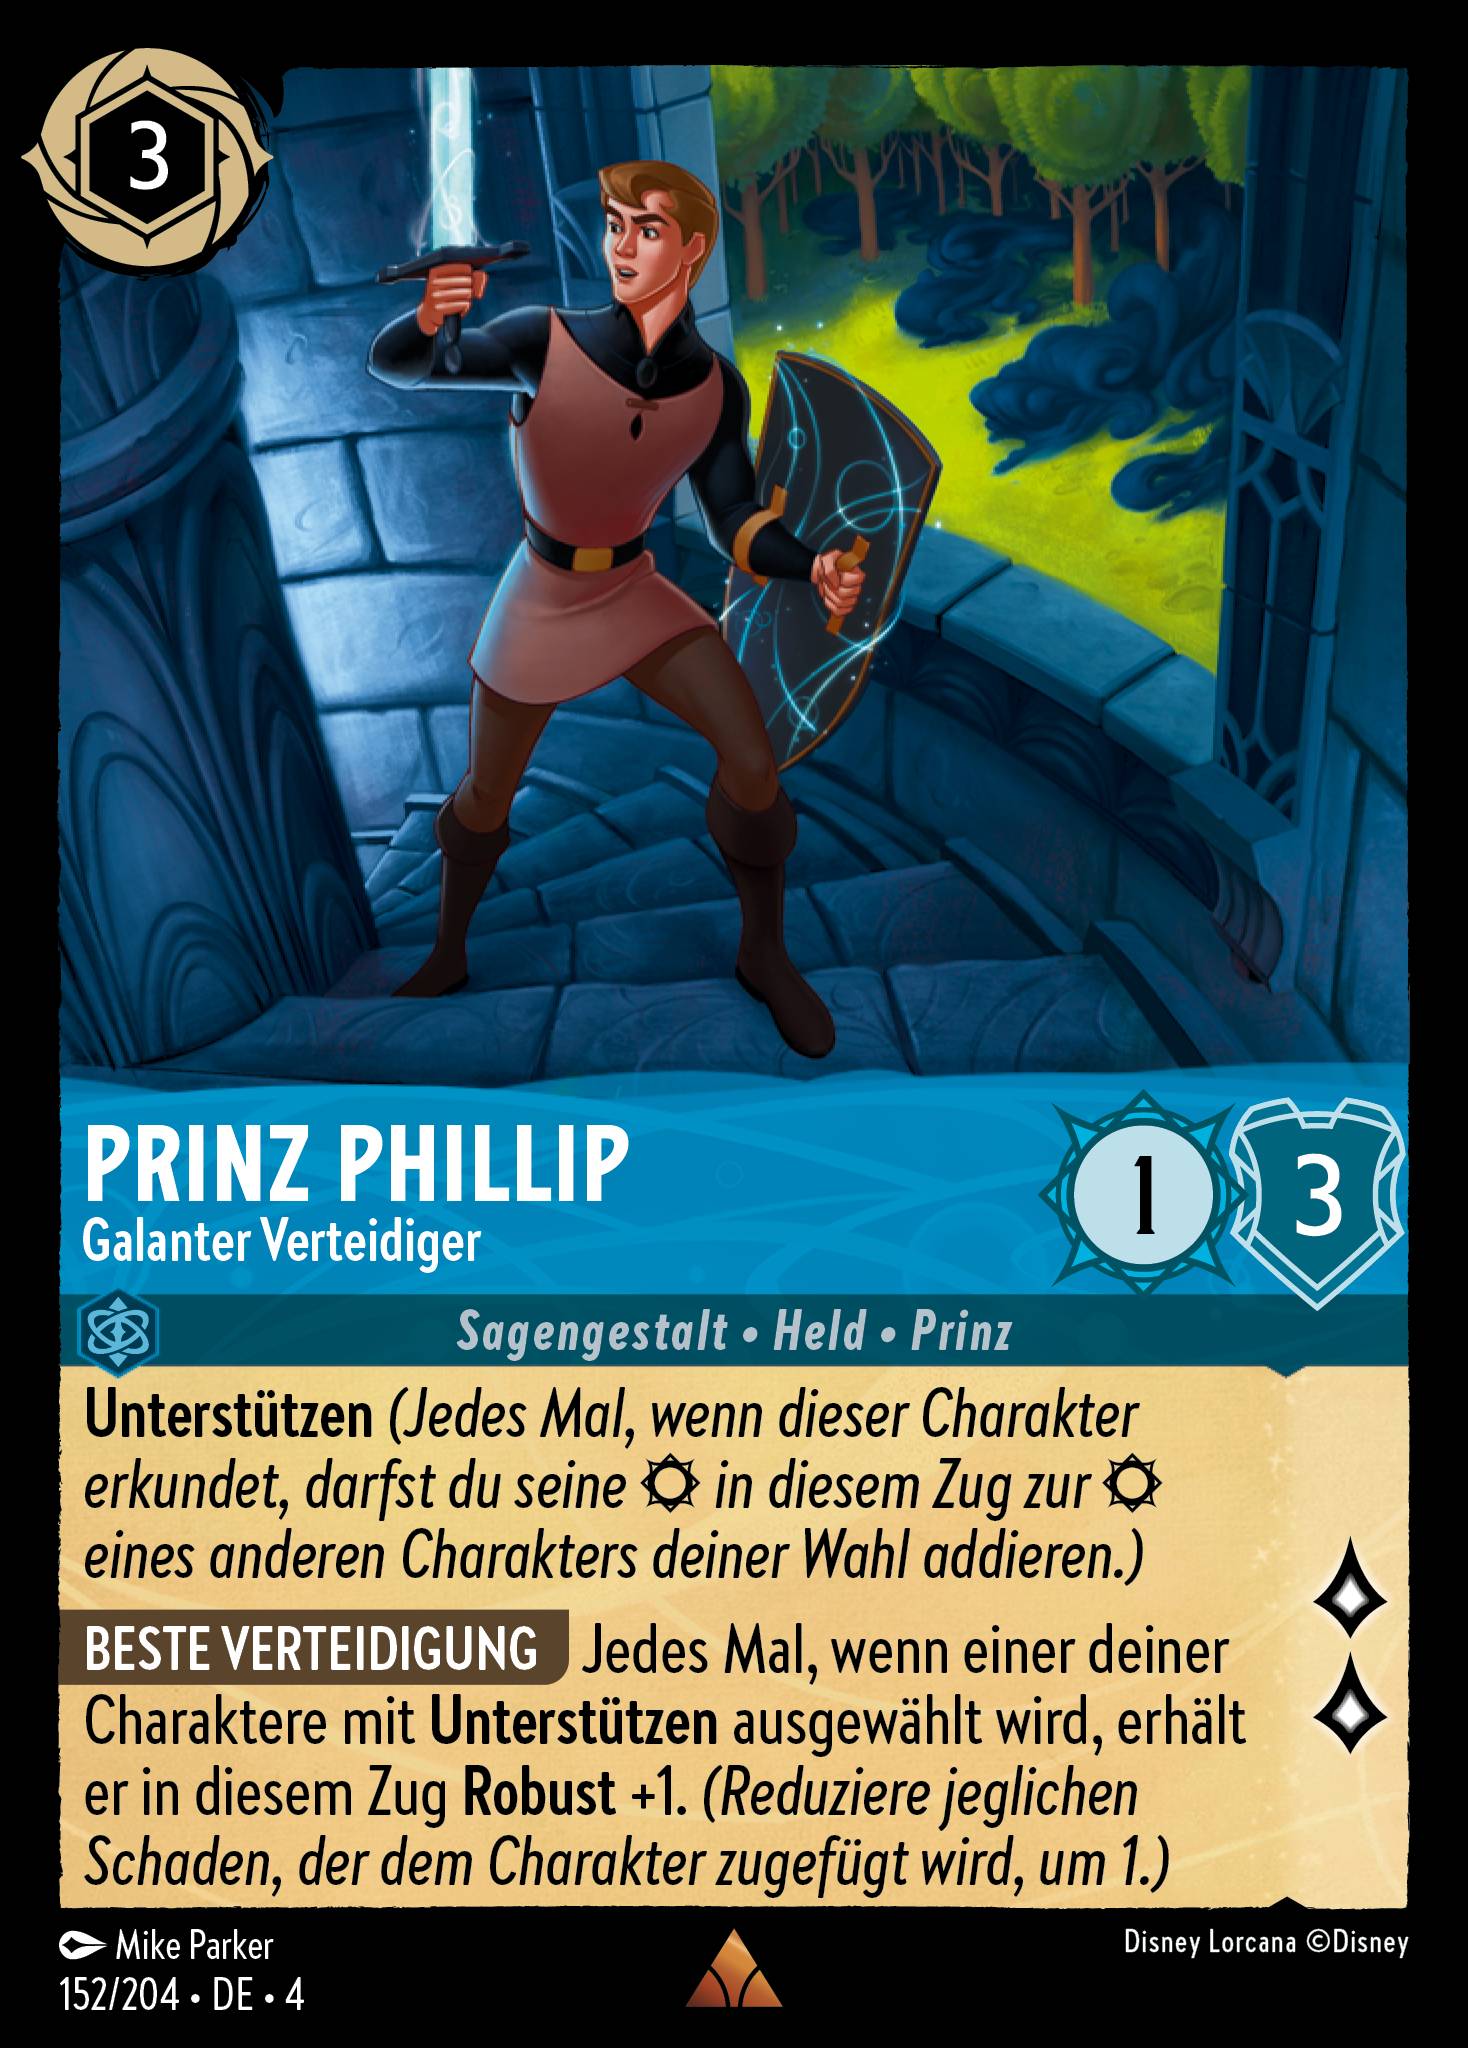 3
PRINZ PHILLIP
Galanter Verteidiger
1
3
Sagengestalt • Held • Prinz
Unterstützen (Jedes Mal, wenn dieser Charakter
erkundet, darfst du seine in diesem Zug zur
eines anderen Charakters deiner Wahl addieren.)
BESTE VERTEIDIGUNG Jedes Mal, wenn einer deiner
Charaktere mit Unterstützen ausgewählt wird, erhält
er in diesem Zug Robust +1. (Reduziere jeglichen
Schaden, der dem Charakter zugefügt wird, um 1.)
Mike Parker
Disney Lorcana ©Disney
152/204 • DE • 4